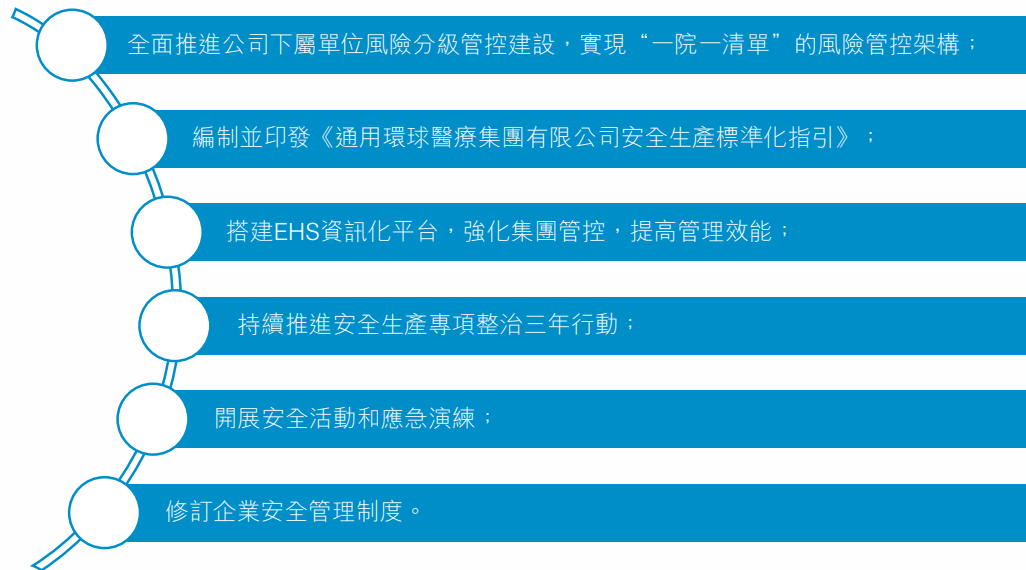 全面推進公司下屬單位風險分級管控建設，實現“一院一清單”的風險管控架構；
編制並印發《通用環球醫療集團有限公司安全生產標準化指引》；
搭建EHS資訊化平台，強化集團管控，提高管理效能；
持續推進安全生產專項整治三年行動；
開展安全活動和應急演練；
修訂企業安全管理制度。